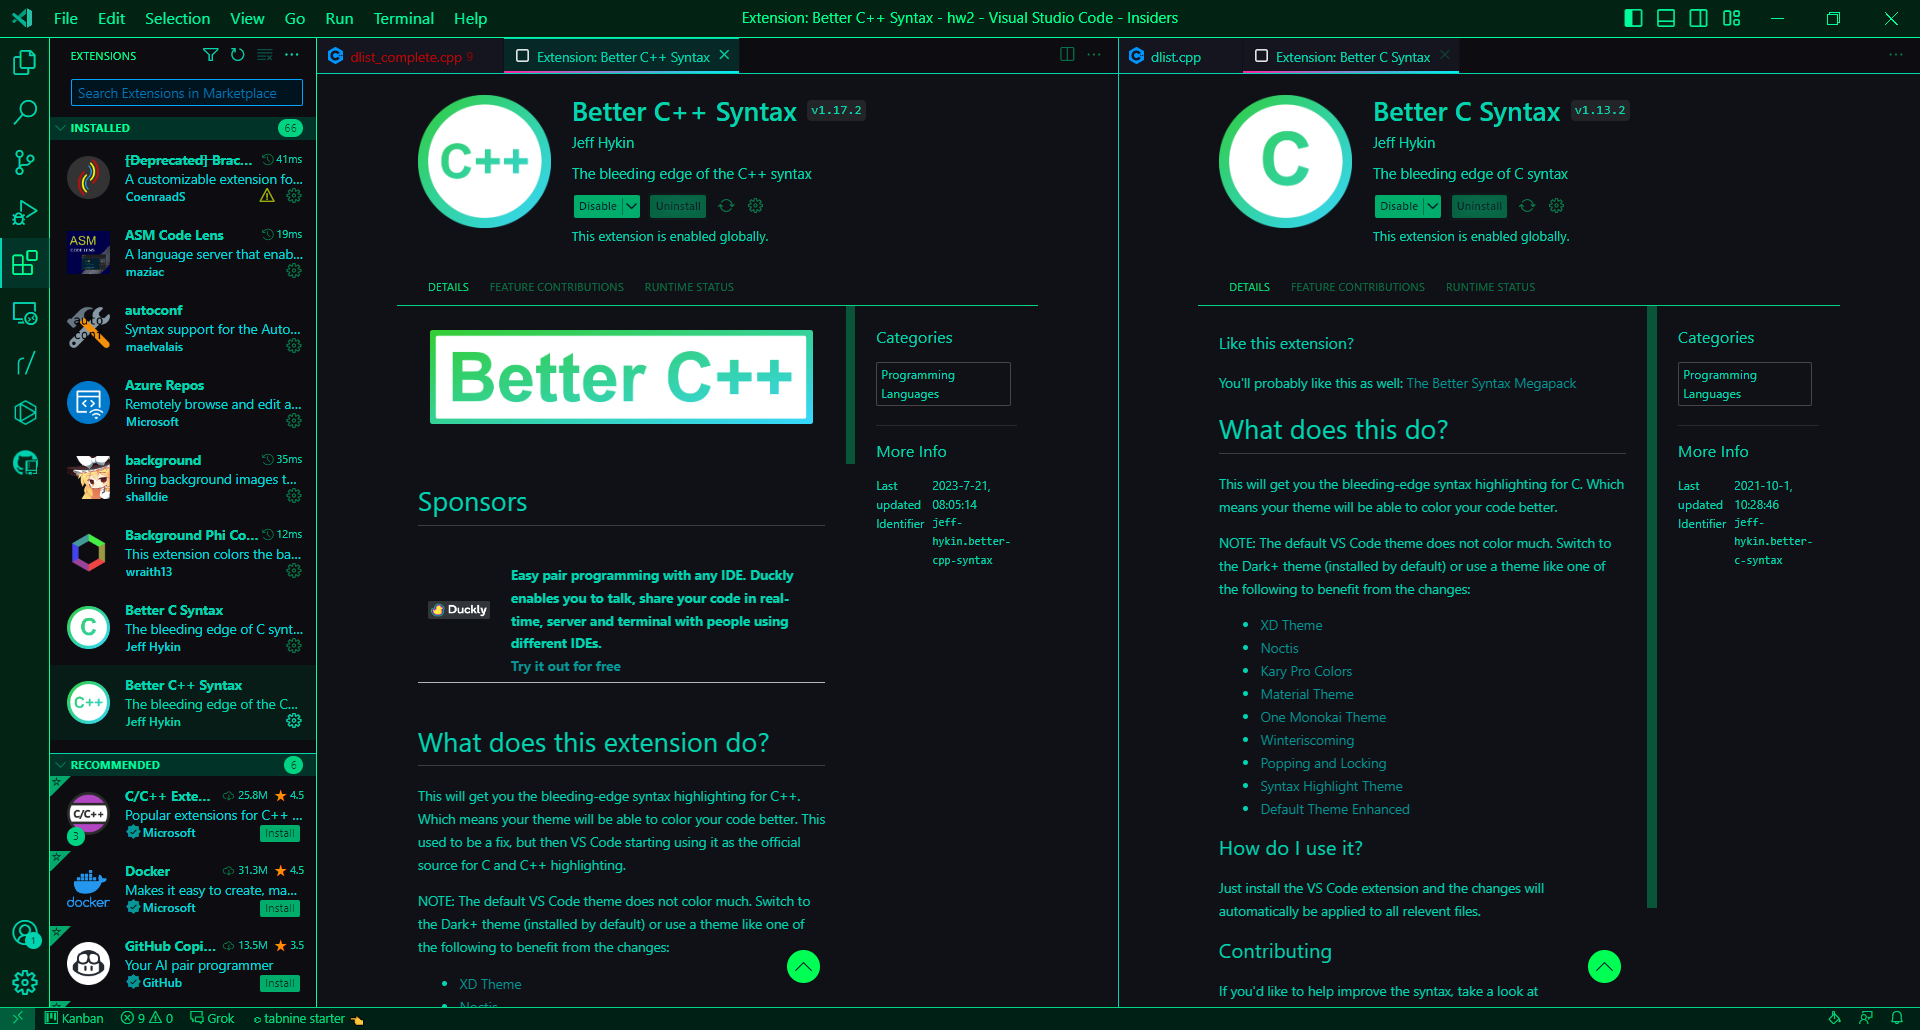 File Edit Selection View Go Run Terminal Help
Extension: Better C++ Syntax - hw2 - Visual Studio Code - Insiders
EXTENSIONS
Search Extensions in Marketplace
INSTALLED 66
[Deprecated] Brac... 41ms
A customizable extension fo...
CoenraadS
ASM
CODE LENS
ASM Code Lens 19ms
A language server that enab...
maziac
auto
conf
autoconf
Syntax support for the Auto...
maelvalais
Azure Repos
Remotely browse and edit a...
Microsoft
background 35ms
Bring background images t...
shalldie
Background Phi Co... 12ms
This extension colors the ba...
wraith13
C
Better C Syntax
The bleeding edge of C synt...
Jeff Hykin
C++
Better C++ Syntax
The bleeding edge of the C...
Jeff Hykin
RECOMMENDED 6
C/C++
3
C/C++ Exte... 25.8M 4.5
Popular extensions for C++ ...
Microsoft Install
docker
Docker 31.3M 4.5
Makes it easy to create, ma...
Microsoft Install
GitHub Copi... 13.5M 3.5
Your AI pair programmer
GitHub Install
1
dlist_complete.cpp 9
Extension: Better C++ Syntax
C++
Better C++ Syntax v1.17.2
Jeff Hykin
The bleeding edge of the C++ syntax
Disable Uninstall
This extension is enabled globally.
DETAILS FEATURE CONTRIBUTIONS RUNTIME STATUS
Better C++
Sponsors
Duckly
Easy pair programming with any IDE. Duckly
enables you to talk, share your code in real-
time, server and terminal with people using
different IDEs.
Try it out for free
What does this extension do?
This will get you the bleeding-edge syntax highlighting for C++.
Which means your theme will be able to color your code better. This
used to be a fix, but then VS Code starting using it as the official
source for C and C++ highlighting.
NOTE: The default VS Code theme does not color much. Switch to
the Dark+ theme (installed by default) or use a theme like one of
the following to benefit from the changes:
• XD Theme
• Noctis
Categories
Programming
Languages
More Info
Last 2023-7-21,
updated 08:05:14
Identifier jeff-
hykin.better-
cpp-syntax
dlist.cpp
Extension: Better C Syntax
C
Better C Syntax v1.13.2
Jeff Hykin
The bleeding edge of C syntax
Disable Uninstall
This extension is enabled globally.
DETAILS FEATURE CONTRIBUTIONS RUNTIME STATUS
Like this extension?
You'll probably like this as well: The Better Syntax Megapack
What does this do?
This will get you the bleeding-edge syntax highlighting for C. Which
means your theme will be able to color your code better.
NOTE: The default VS Code theme does not color much. Switch to
the Dark+ theme (installed by default) or use a theme like one of
the following to benefit from the changes:
• XD Theme
• Noctis
• Kary Pro Colors
• Material Theme
• One Monokai Theme
• Winteriscoming
• Popping and Locking
• Syntax Highlight Theme
• Default Theme Enhanced
How do I use it?
Just install the VS Code extension and the changes will
automatically be applied to all relevent files.
Contributing
If you'd like to help improve the syntax, take a look at
Categories
Programming
Languages
More Info
Last 2021-10-1,
updated 10:28:46
Identifier jeff-
hykin.better-
c-syntax
Kanban 9 0 Grok tabnine starter